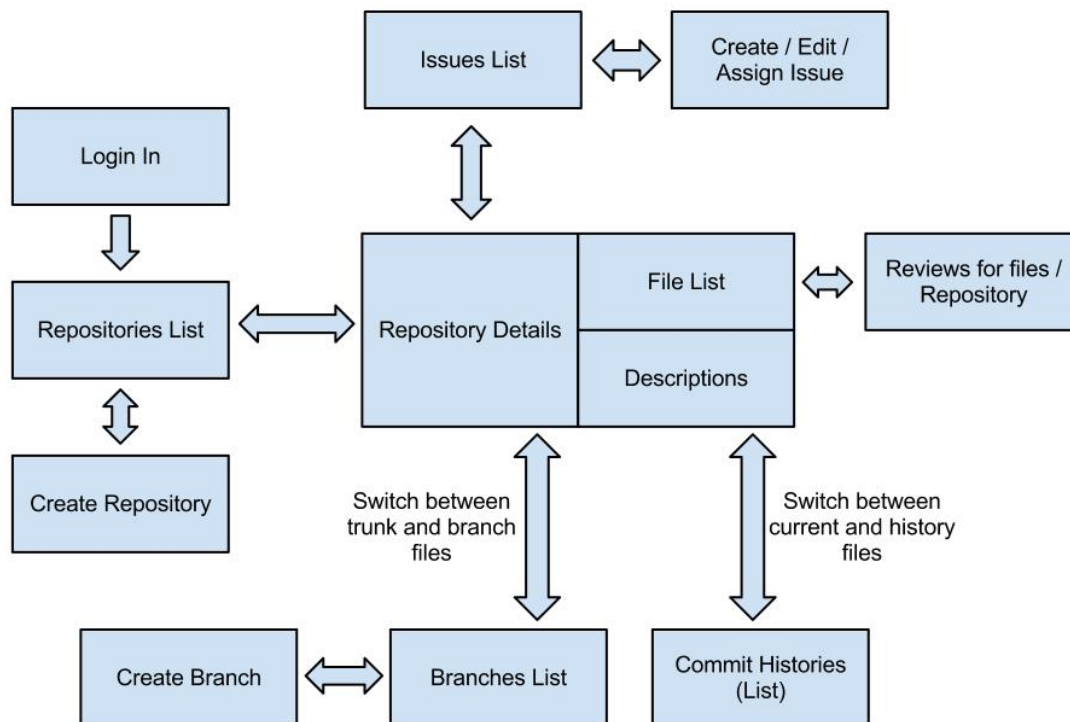 Issues List
Create / Edit /
Assign Issue
Login In
Repositories List
Repository Details
File List
Descriptions
Reviews for files /
Repository
Create Repository
Switch between
trunk and branch
files
Switch between
current and history
files
Create Branch
Branches List
Commit Histories
(List)